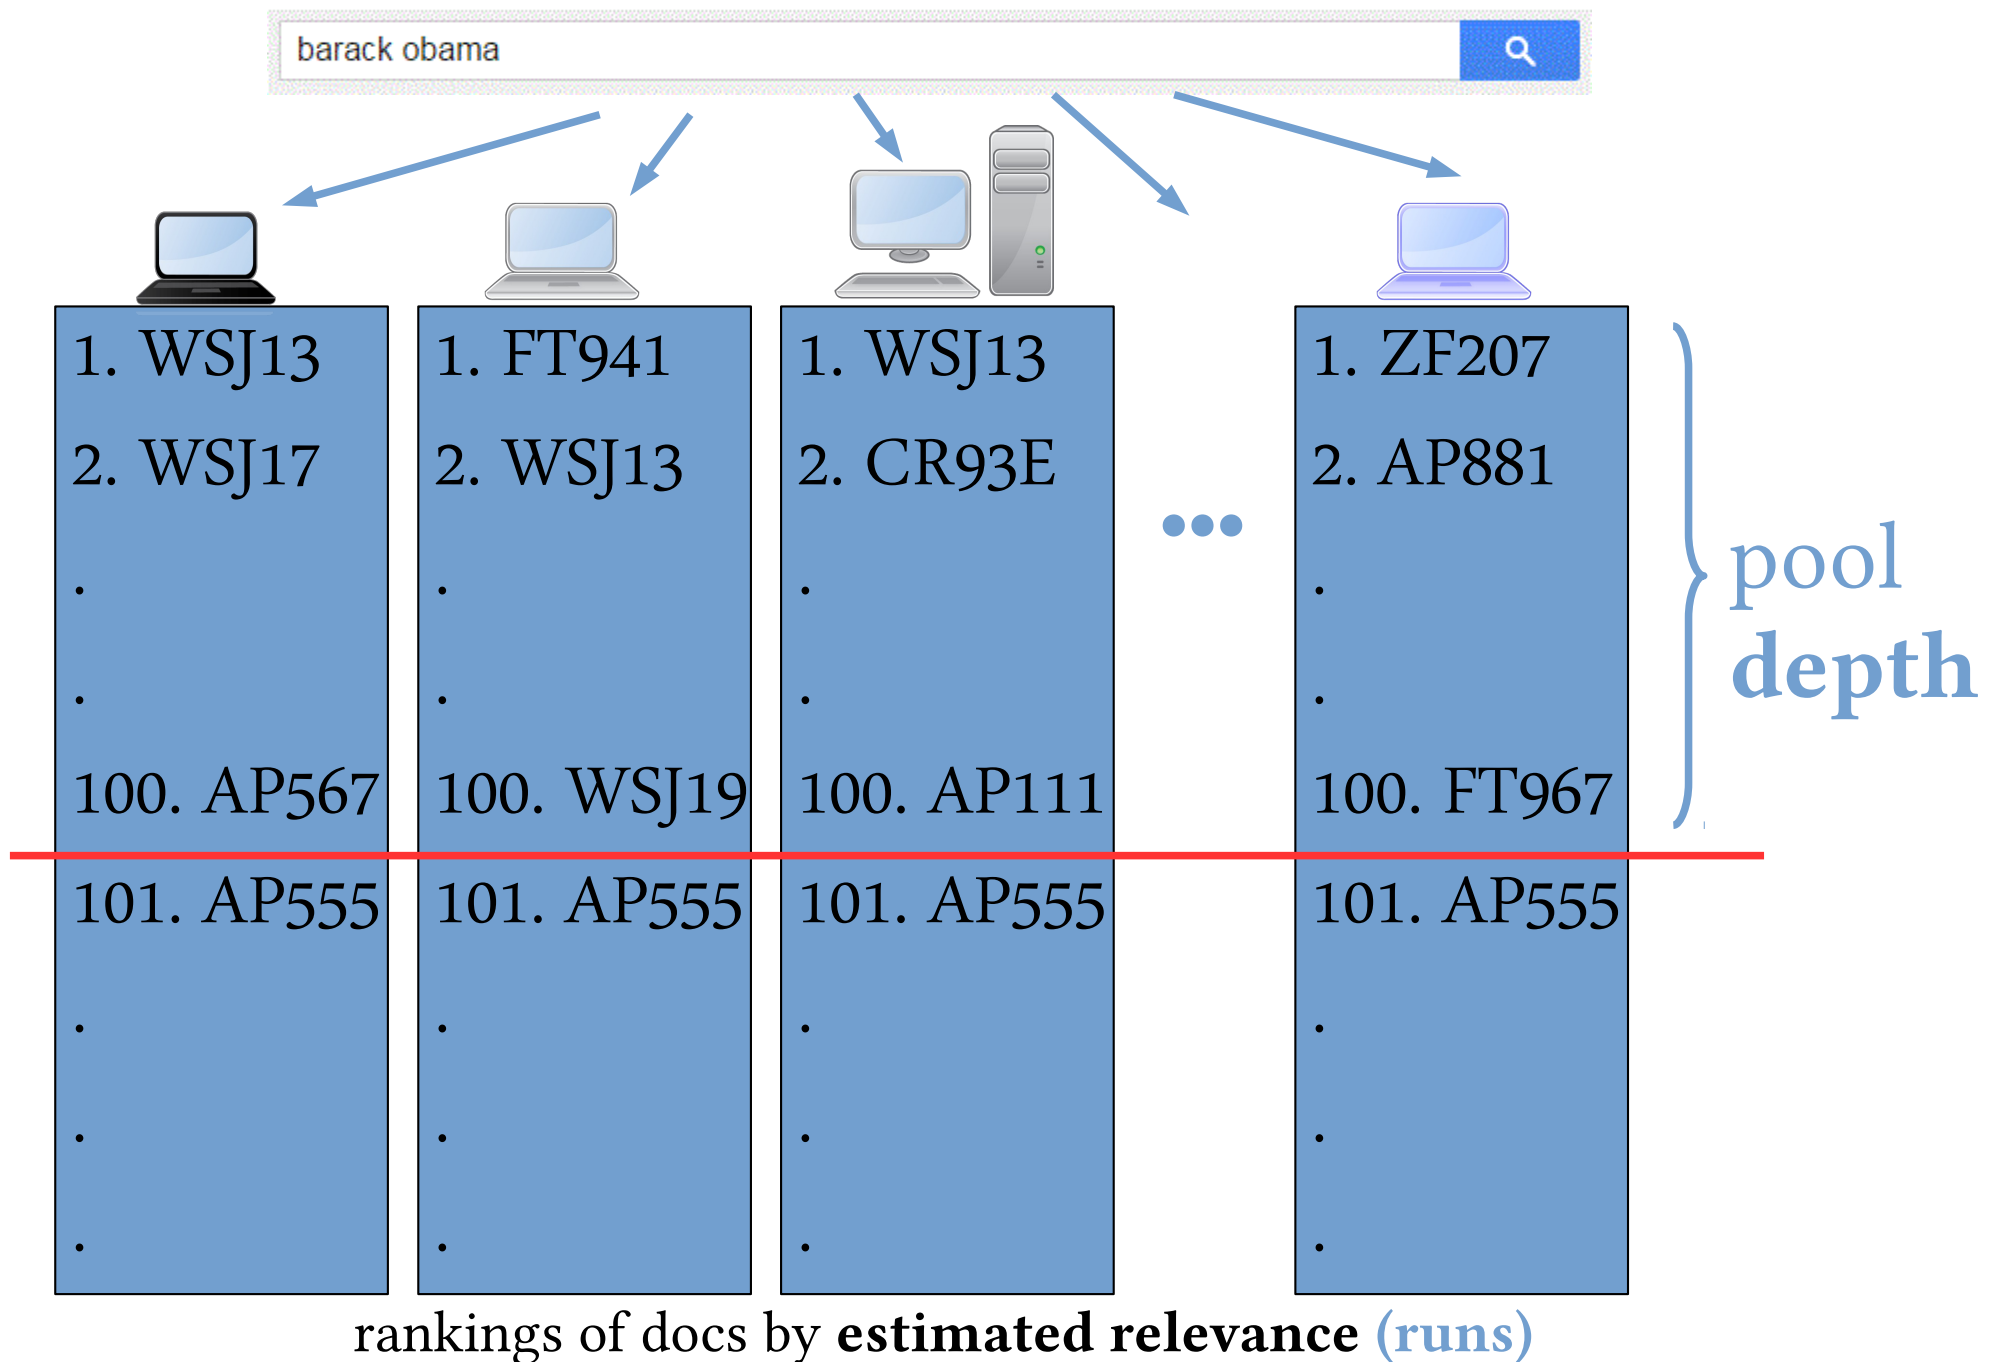 barack obama
1. WSJ13
2. WSJ17
.
.
100. AP567
101. AP555
.
.
.
1. FT941
2. WSJ13
.
.
100. WSJ19
101. AP555
.
.
.
1. WSJ13
2. CR93E
.
.
100. AP111
101. AP555
.
.
.
•••
1. ZF207
2. AP881
.
.
100. FT967
101. AP555
.
.
.
pool
depth
rankings of docs by estimated relevance (runs)